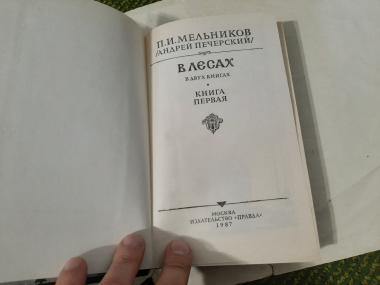 П.И.МЕЛЬНИКОВ
/АНДРЕЙ ПЕЧЕРСКИЙ/
В ЛЕСАХ
В ДВУХ КНИГАХ
КНИГА
ПЕРВАЯ
МОСКВА
ИЗДАТЕЛЬСТВО «ПРАВДА»
1987